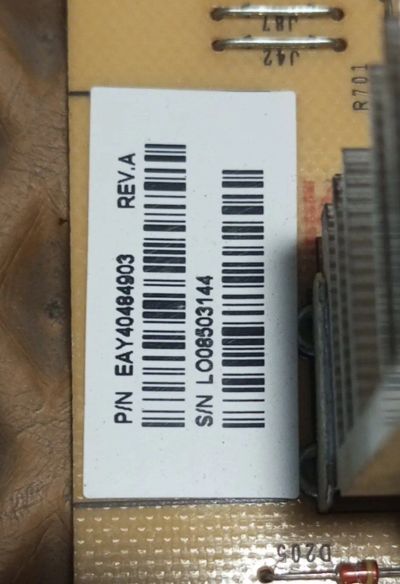 J87
J42
R701
P/N EAY40484903 REV.A
S/N LO08503144
D205